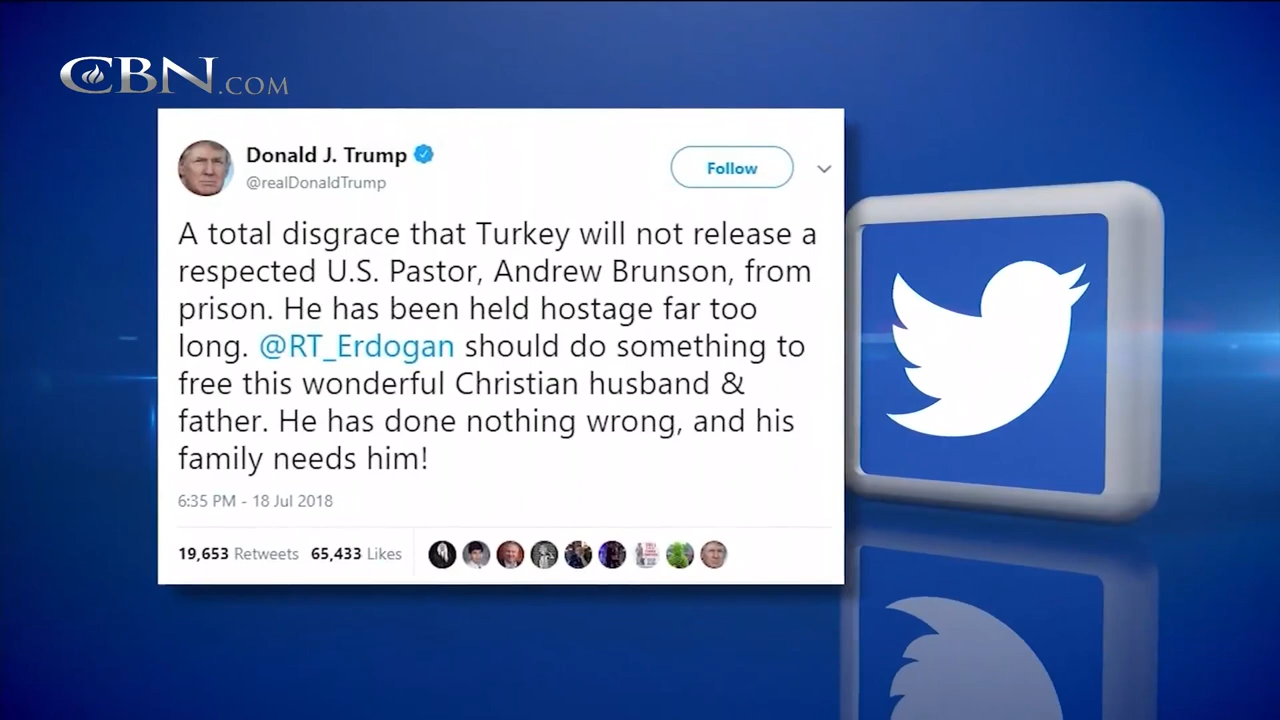 CBN.COM
Donald J. Trump
@realDonaldTrump
Follow
A total disgrace that Turkey will not release a
respected U.S. Pastor, Andrew Brunson, from
prison. He has been held hostage far too
long. @RT_Erdogan should do something to
free this wonderful Christian husband &
father. He has done nothing wrong, and his
family needs him!
6:35 PM - 18 Jul 2018
19,653 Retweets 65,433 Likes